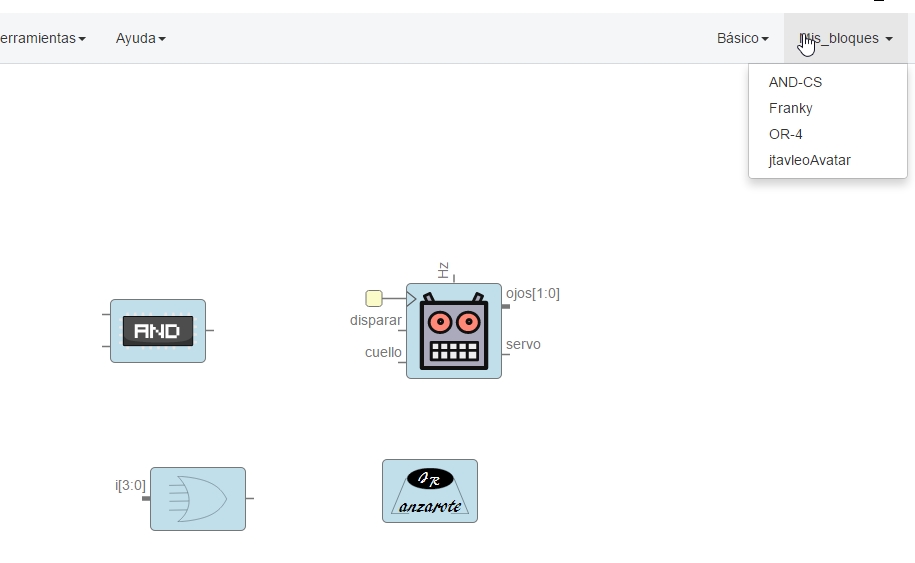 erramientas Ayuda Básico Mis_bloques
AND-CS
Franky
OR-4
jtavleoAvatar
Hz
ojos[1:0]
disparar
cuello
servo
AND
i[3:0]
JR
anzarote